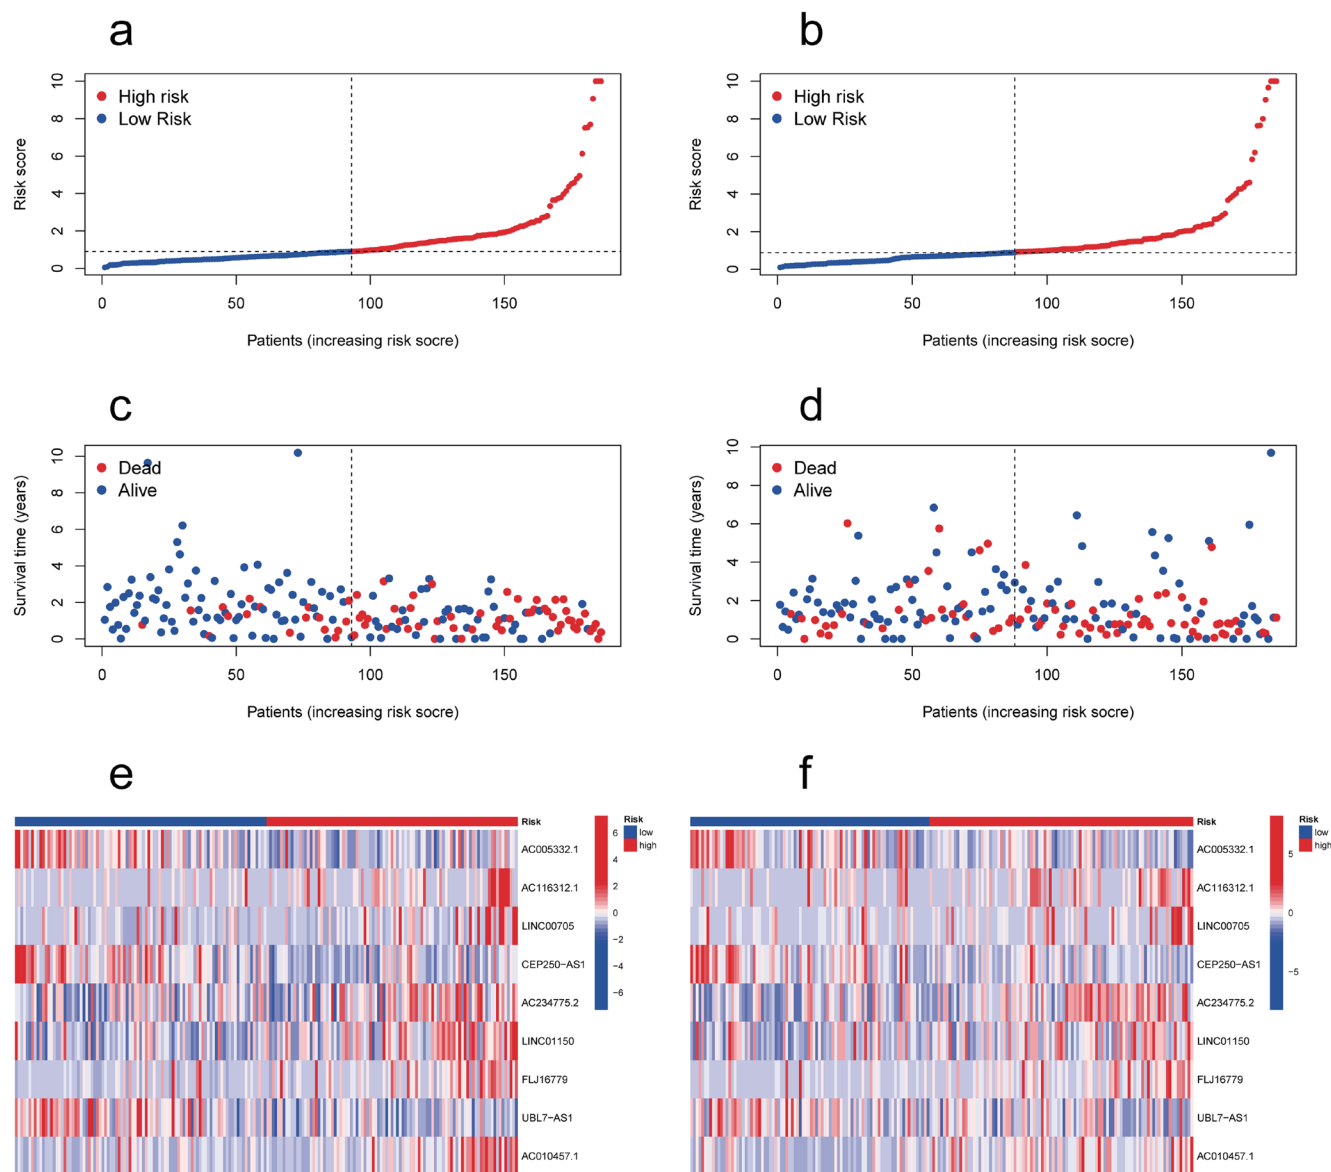 a
b
Risk score
10
8
6
4
2
0
High risk
Low Risk
0 50 100 150
Patients (increasing risk socre)
Risk score
10
8
6
4
2
0
High risk
Low Risk
0 50 100 150
Patients (increasing risk socre)
c
d
Survival time (years)
10
8
6
4
2
0
Dead
Alive
0 50 100 150
Patients (increasing risk socre)
Survival time (years)
10
8
6
4
2
0
Dead
Alive
0 50 100 150
Patients (increasing risk socre)
e
f
Risk
AC005332.1
AC116312.1
LINC00705
CEP250−AS1
AC234775.2
LINC01150
FLJ16779
UBL7−AS1
AC010457.1
6
4
2
0
−2
−4
−6
Risk
low
high
Risk
AC005332.1
AC116312.1
LINC00705
CEP250−AS1
AC234775.2
LINC01150
FLJ16779
UBL7−AS1
AC010457.1
5
0
−5
Risk
low
high